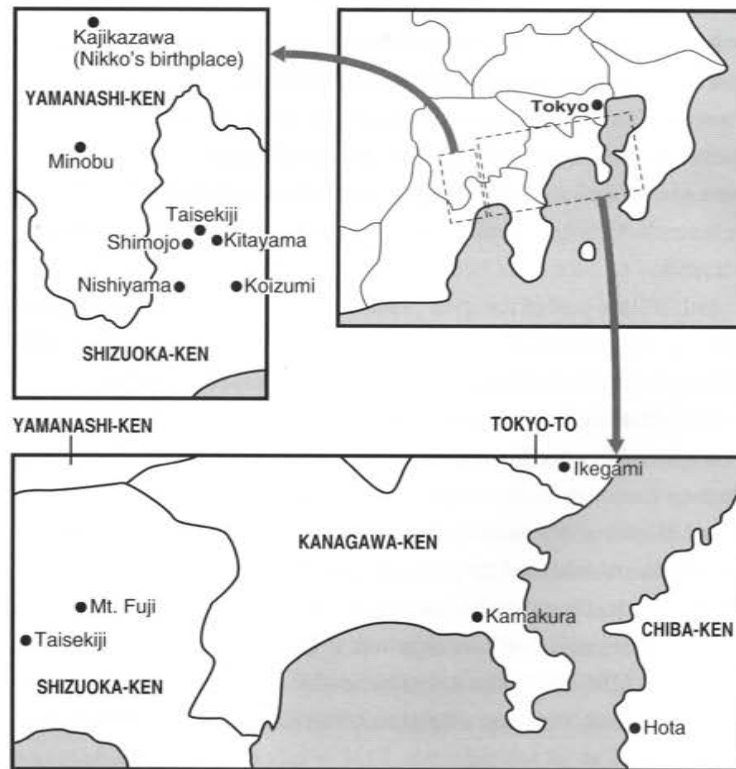 Kajikazawa
(Nikko's birthplace)
YAMANASHI-KEN
Minobu
Taisekiji
Shimojo
Kitayama
Nishiyama
Koizumi
SHIZUOKA-KEN
Tokyo
YAMANASHI-KEN
TOKYO-TO
Ikegami
KANAGAWA-KEN
Mt. Fuji
Kamakura
Taisekiji
CHIBA-KEN
SHIZUOKA-KEN
Hota